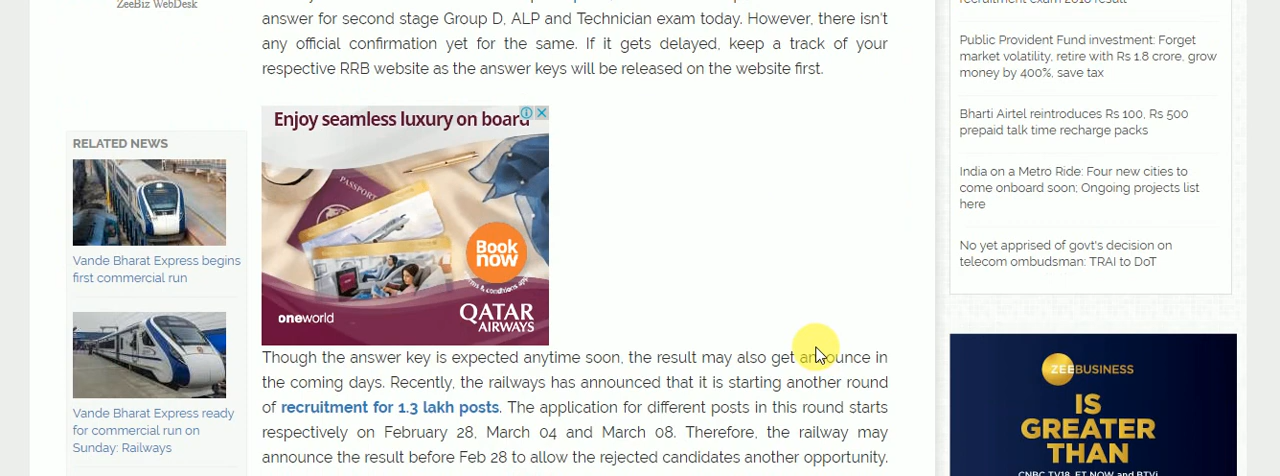 ZeeBiz WebDesk
answer for second stage Group D, ALP and Technician exam today. However, there isn't
any official confirmation yet for the same. If it gets delayed, keep a track of your
respective RRB website as the answer keys will be released on the website first.
RELATED NEWS
Vande Bharat Express begins
first commercial run
Vande Bharat Express ready
for commercial run on
Sunday: Railways
Enjoy seamless luxury on board
PASSPORT
Book
now
oneworld
QATAR
AIRWAYS
Though the answer key is expected anytime soon, the result may also get announce in
the coming days. Recently, the railways has announced that it is starting another round
of recruitment for 1.3 lakh posts. The application for different posts in this round starts
respectively on February 28, March 04 and March 08. Therefore, the railway may
announce the result before Feb 28 to allow the rejected candidates another opportunity.
Public Provident Fund investment: Forget
market volatility, retire with Rs 1.8 crore, grow
money by 400%, save tax
Bharti Airtel reintroduces Rs 100, Rs 500
prepaid talk time recharge packs
India on a Metro Ride: Four new cities to
come onboard soon; Ongoing projects list
here
No yet apprised of govt's decision on
telecom ombudsman: TRAI to DoT
ZEEBUSINESS
IS
GREATER
THAN
CNBC TV18, ET NOW and BTVi